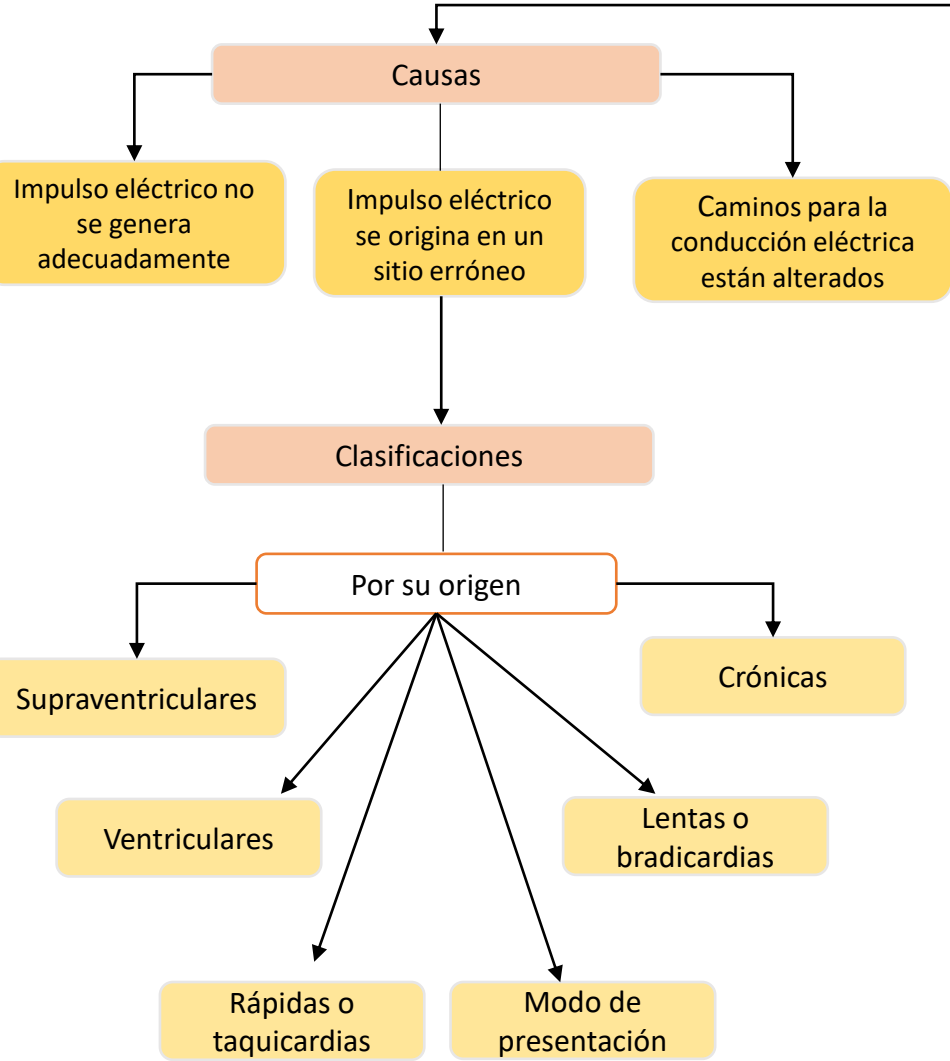 Causas
Impulso eléctrico no
se genera
adecuadamente
Impulso eléctrico
se origina en un
sitio erróneo
Caminos para la
conducción eléctrica
están alterados
Clasificaciones
Por su origen
Supraventriculares
Crónicas
Ventriculares
Lentas o
bradicardias
Rápidas o
taquicardias
Modo de
presentación